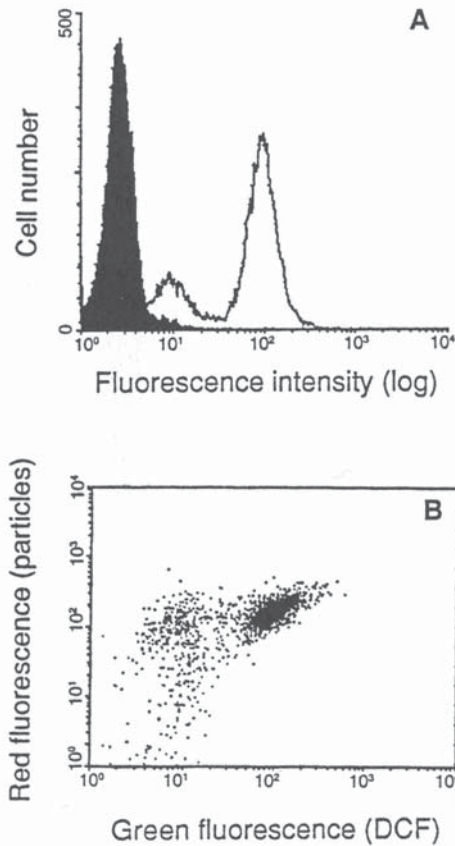 500
A
Cell number
0
10⁰ 10¹ 10² 10³ 10⁴
Fluorescence intensity (log)
Red fluorescence (particles)
10⁴
B
10³
10²
10¹
10⁰
10⁰ 10¹ 10² 10³
Green fluorescence (DCF)